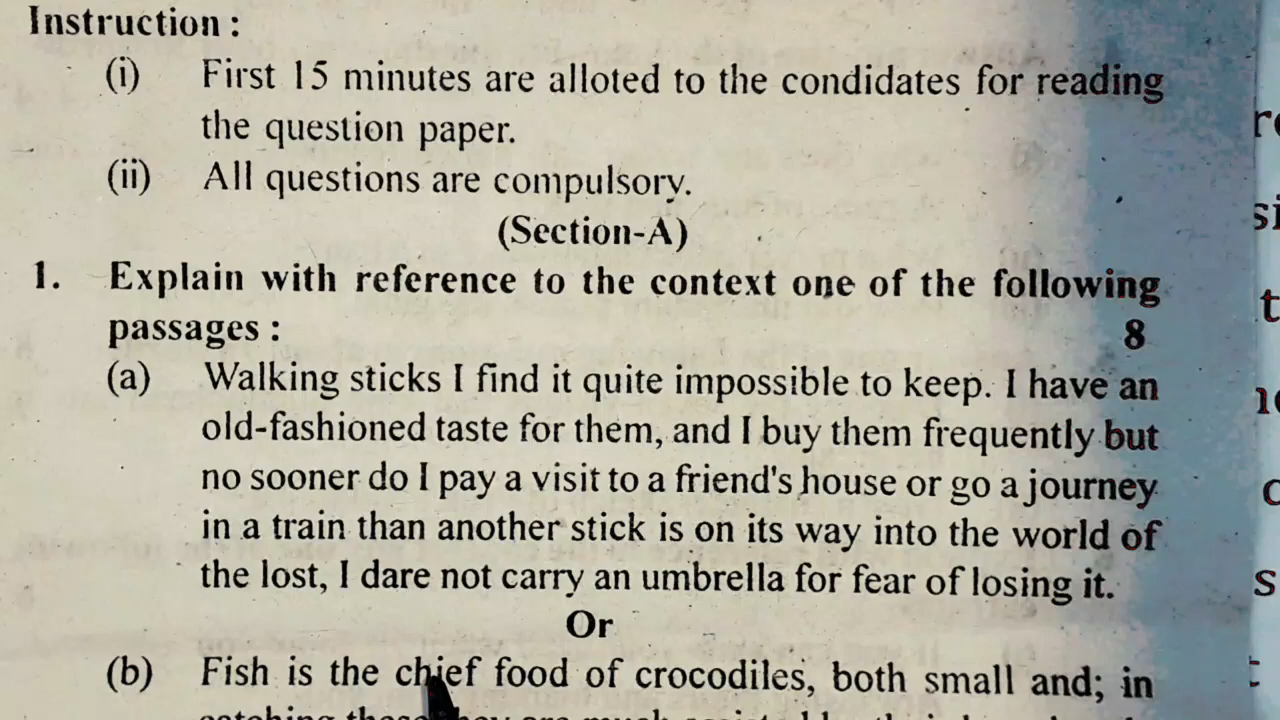 Instruction :
(i) First 15 minutes are alloted to the candidates for reading
the question paper.
(ii) All questions are compulsory.
(Section-A)
1. Explain with reference to the context one of the following
passages : 8
(a) Walking sticks I find it quite impossible to keep. I have an
old-fashioned taste for them, and I buy them frequently but
no sooner do I pay a visit to a friend's house or go a journey
in a train than another stick is on its way into the world of
the lost, I dare not carry an umbrella for fear of losing it.
Or
(b) Fish is the chief food of crocodiles, both small and; in